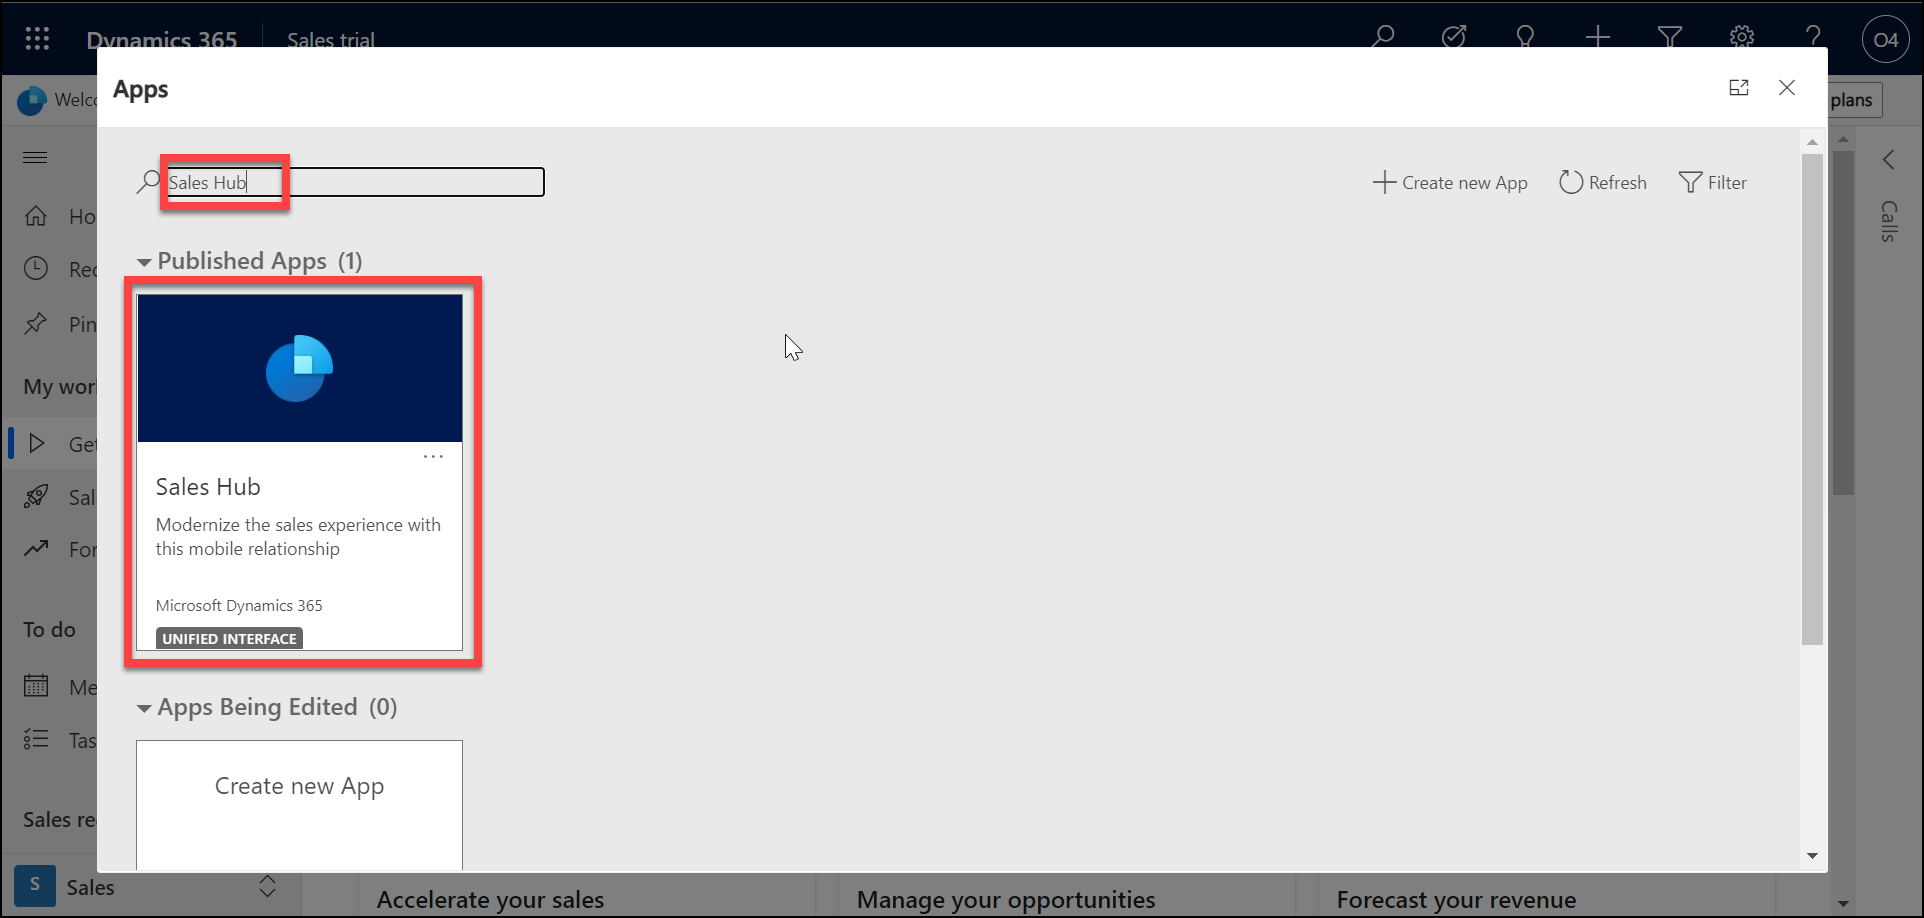 Dynamics 365
Sales trial
O4
Apps
Welco
plans
Sales Hub
Create new App
Refresh
Filter
Calls
Ho
Published Apps (1)
Rec
Pin
My wor
Get
Sales Hub
Sal
Modernize the sales experience with
this mobile relationship
For
Microsoft Dynamics 365
To do
UNIFIED INTERFACE
Me
Apps Being Edited (0)
Tas
Create new App
Sales re
S
Sales
Accelerate your sales
Manage your opportunities
Forecast your revenue